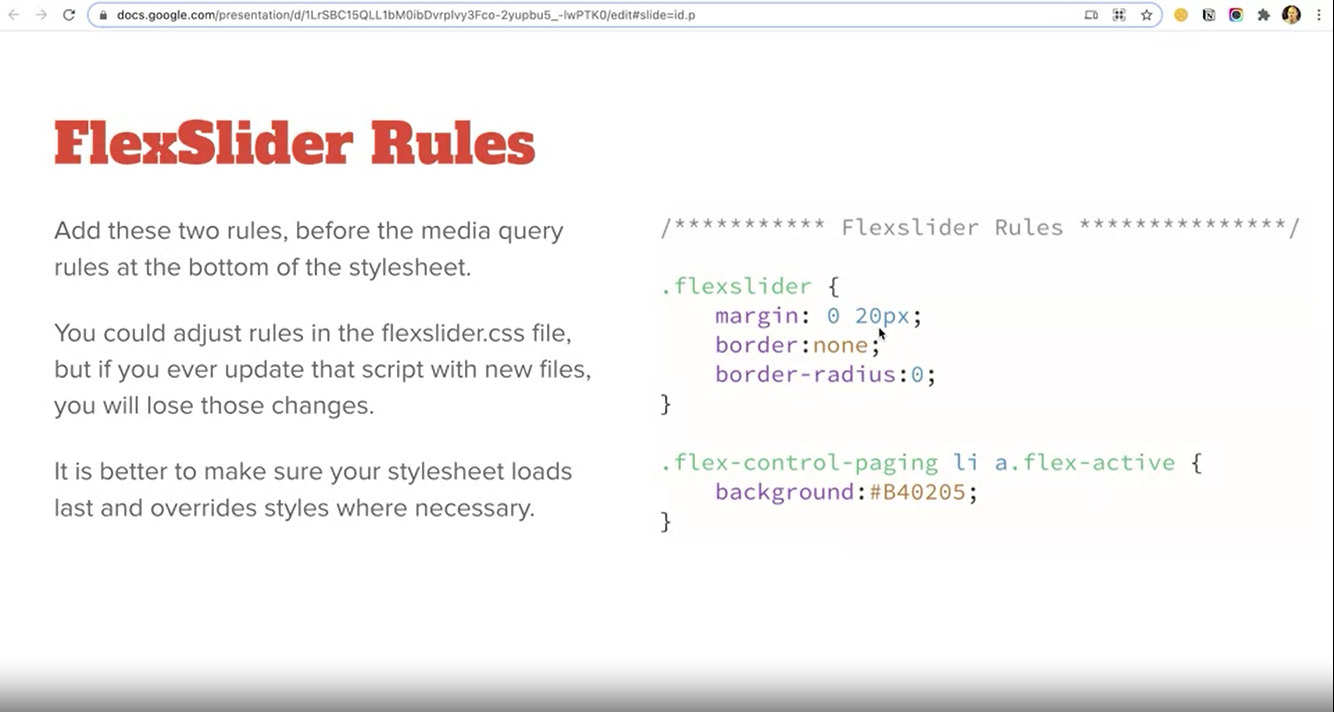 docs.google.com/presentation/d/1LrSBC15QLL1bM0ibDvrplvy3Fco-2yupbu5_-lwPTK0/edit#slide=id.p
FlexSlider Rules
Add these two rules, before the media query
rules at the bottom of the stylesheet.
You could adjust rules in the flexslider.css file,
but if you ever update that script with new files,
you will lose those changes.
It is better to make sure your stylesheet loads
last and overrides styles where necessary.
/*********** Flexslider Rules ***************/
.flexslider {
margin: 0 20px;
border:none;
border-radius:0;
}
.flex-control-paging li a.flex-active {
background:#B40205;
}